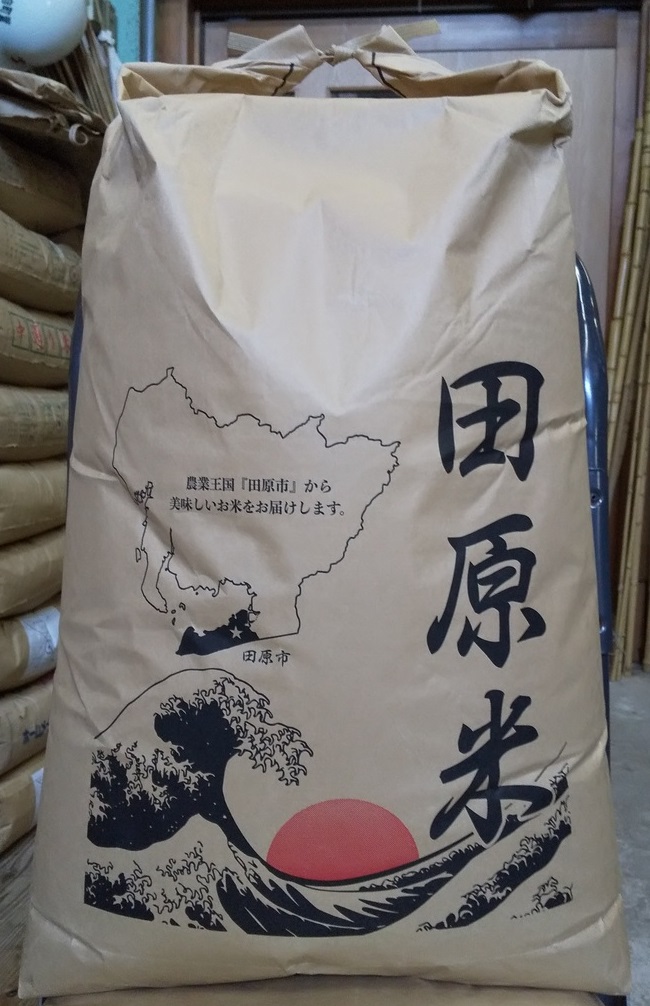 田原米
農業王国『田原市』から
美味しいお米をお届けします。
田原市